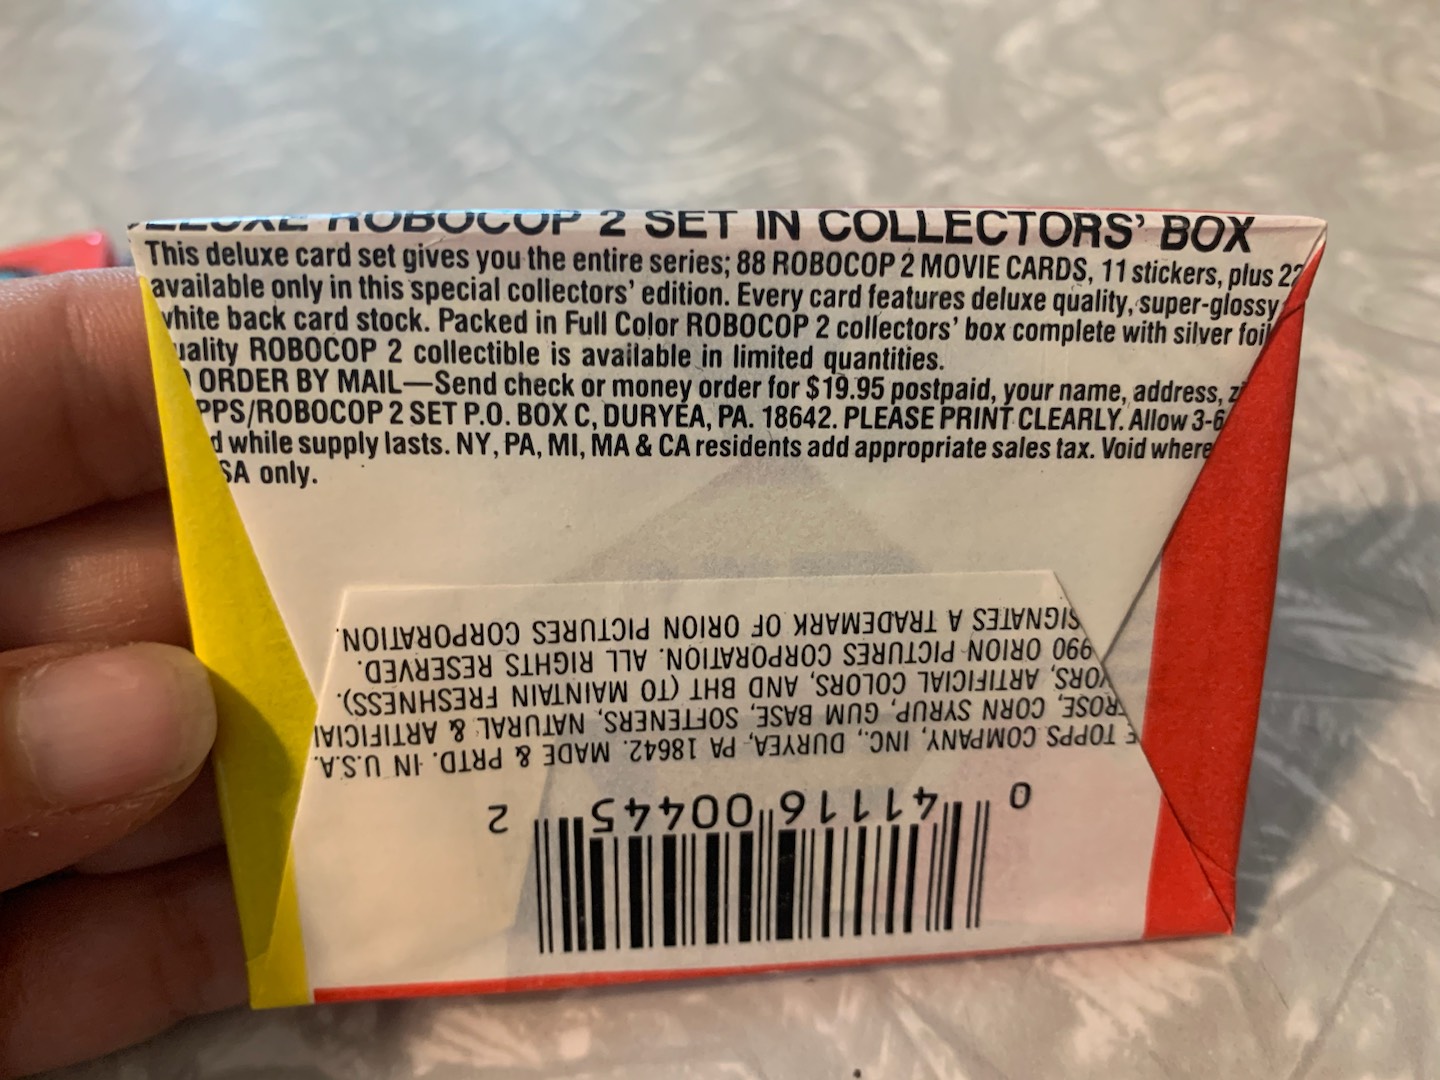 ROBOCOP 2 SET IN COLLECTORS' BOX
This deluxe card set gives you the entire series; 88 ROBOCOP 2 MOVIE CARDS, 11 stickers, plus 22
available only in this special collectors' edition. Every card features deluxe quality, super-glossy
white back card stock. Packed in Full Color ROBOCOP 2 collectors' box complete with silver foil
uality ROBOCOP 2 collectible is available in limited quantities.
ORDER BY MAIL—Send check or money order for $19.95 postpaid, your name, address,
PPS/ROBOCOP 2 SET P.O. BOX C, DURYEA, PA. 18642. PLEASE PRINT CLEARLY. Allow 3-6
d while supply lasts. NY, PA, MI, MA & CA residents add appropriate sales tax. Void where
SA only.
0 41116 00445 2
E TOPPS COMPANY, INC., DURYEA, PA 18642. MADE & PRTD. IN U.S.A.
ROSE, CORN SYRUP, GUM BASE, SOFTENERS, NATURAL & ARTIFICIAL
VORS, ARTIFICIAL COLORS, AND BHT (TO MAINTAIN FRESHNESS).
990 ORION PICTURES CORPORATION. ALL RIGHTS RESERVED.
SIGNATES A TRADEMARK OF ORION PICTURES CORPORATION.